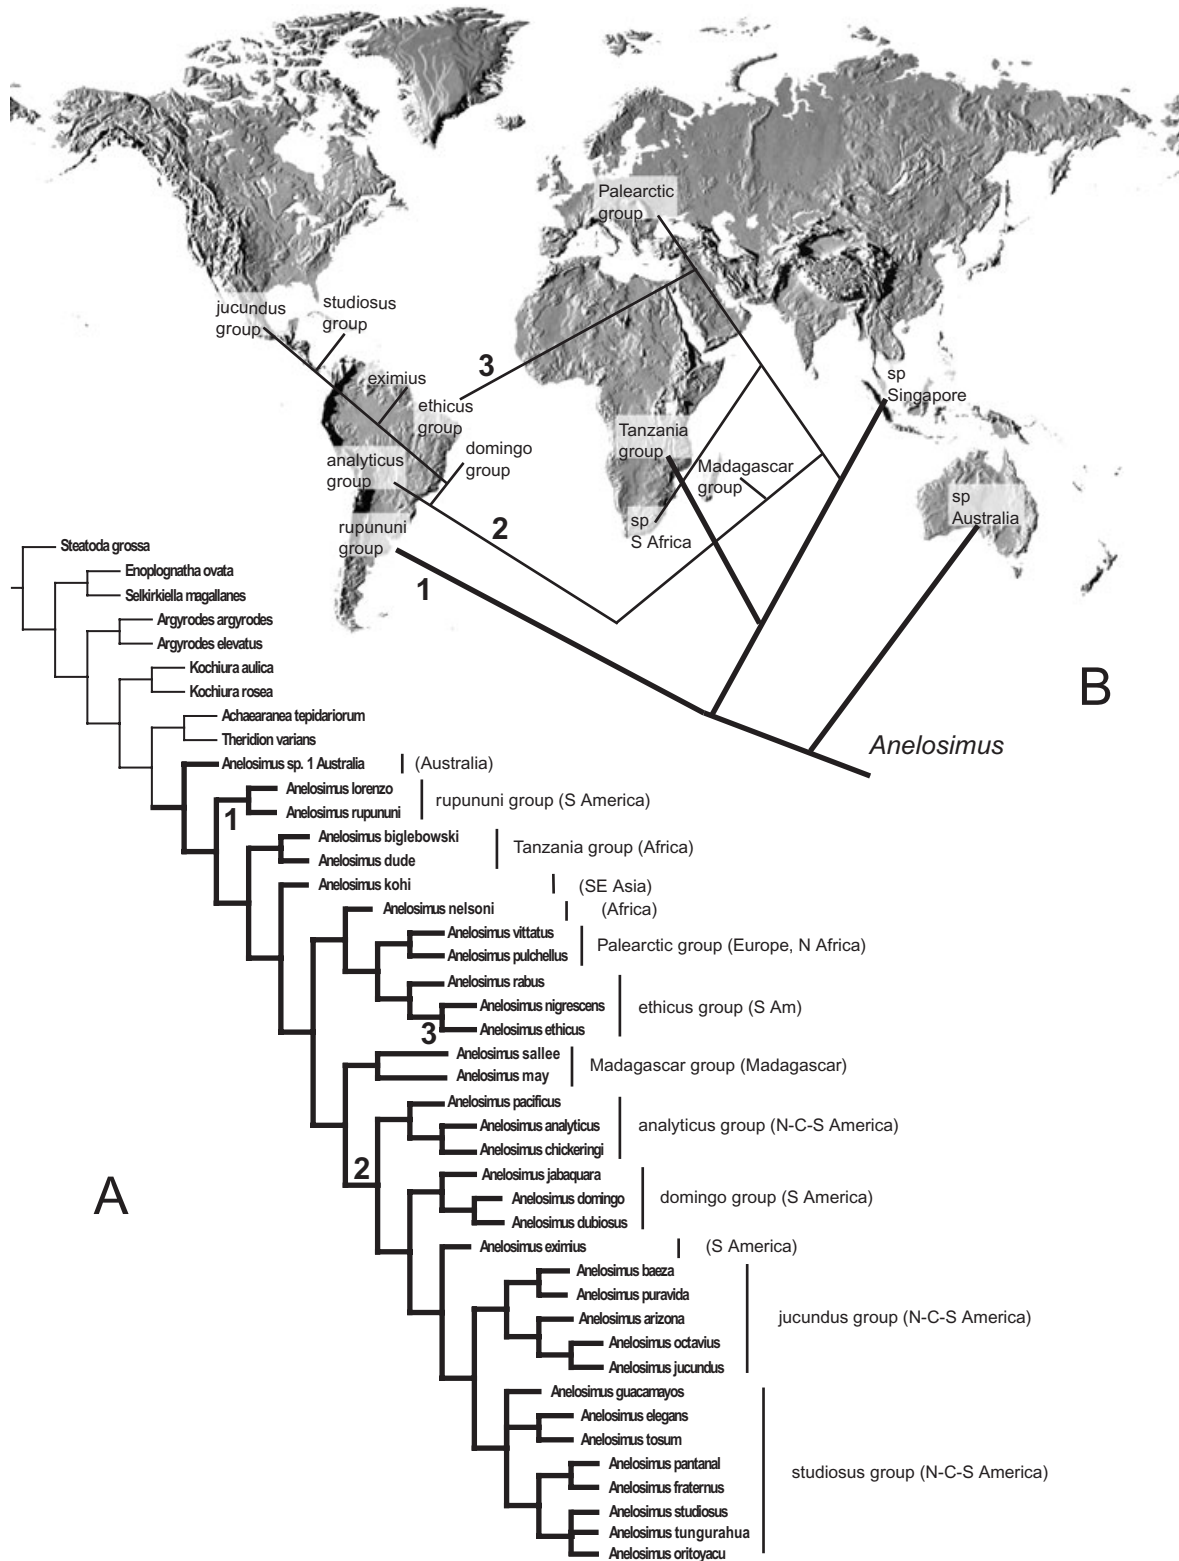 Palearctic
group
jucundus
group
studiosus
group
3
eximius
ethicus
group
sp
Singapore
Tanzania
group
domingo
group
analyticus
group
Madagascar
group
sp
Australia
rupununi
group
2
sp
S Africa
1
B
Anelosimus
Steatoda grossa
Enoplognatha ovata
Selkirkiella magallanes
Argyrodes argyrodes
Argyrodes elevatus
Kochiura aulica
Kochiura rosea
Achaearanea tepidariorum
Theridion varians
Anelosimus sp. 1 Australia (Australia)
Anelosimus lorenzo
rupununi group (S America)
Anelosimus rupununi
1
Anelosimus biglebowski
Tanzania group (Africa)
Anelosimus dude
Anelosimus kohi (SE Asia)
Anelosimus nelsoni (Africa)
Anelosimus vittatus
Palearctic group (Europe, N Africa)
Anelosimus pulchellus
Anelosimus rabus
Anelosimus nigrescens
ethicus group (S Am)
Anelosimus ethicus
3
Anelosimus sallee
Madagascar group (Madagascar)
Anelosimus may
Anelosimus pacificus
Anelosimus analyticus
analyticus group (N-C-S America)
Anelosimus chickeringi
2
Anelosimus jabaquara
Anelosimus domingo
domingo group (S America)
Anelosimus dubiosus
A
Anelosimus eximius (S America)
Anelosimus baeza
Anelosimus puravida
Anelosimus arizona
jucundus group (N-C-S America)
Anelosimus octavius
Anelosimus jucundus
Anelosimus guacamayos
Anelosimus elegans
Anelosimus tosum
Anelosimus pantanal
studiosus group (N-C-S America)
Anelosimus fraternus
Anelosimus studiosus
Anelosimus tungurahua
Anelosimus oritoyacu